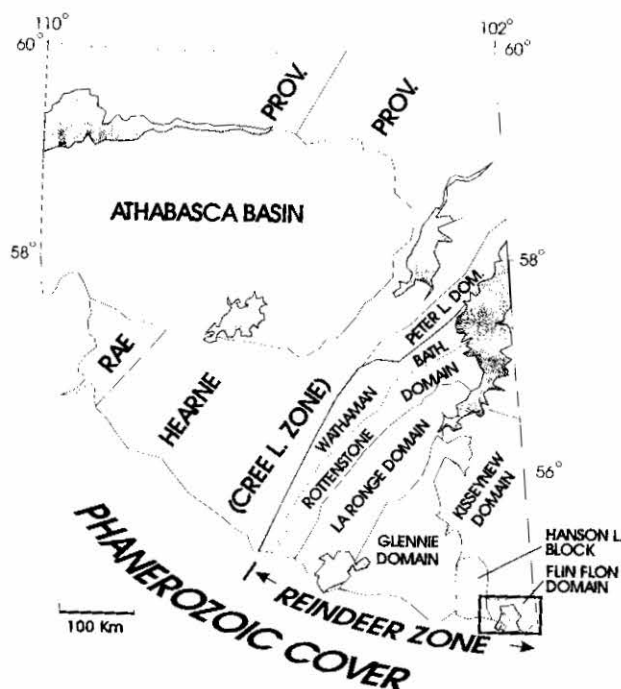 110°
60°
102°
60°
PROV.
PROV.
ATHABASCA BASIN
58°
58°
PETER L. DOM.
RAE
HEARNE
(CREE L. ZONE)
WATHAMAN
BATH.
ROTTENSTONE
DOMAIN
LA RONGE DOMAIN
KISSEYNEW
DOMAIN
56°
GLENNIE
DOMAIN
HANSON L.
BLOCK
FLIN FLON
DOMAIN
REINDEER ZONE
PHANEROZOIC COVER
100 Km